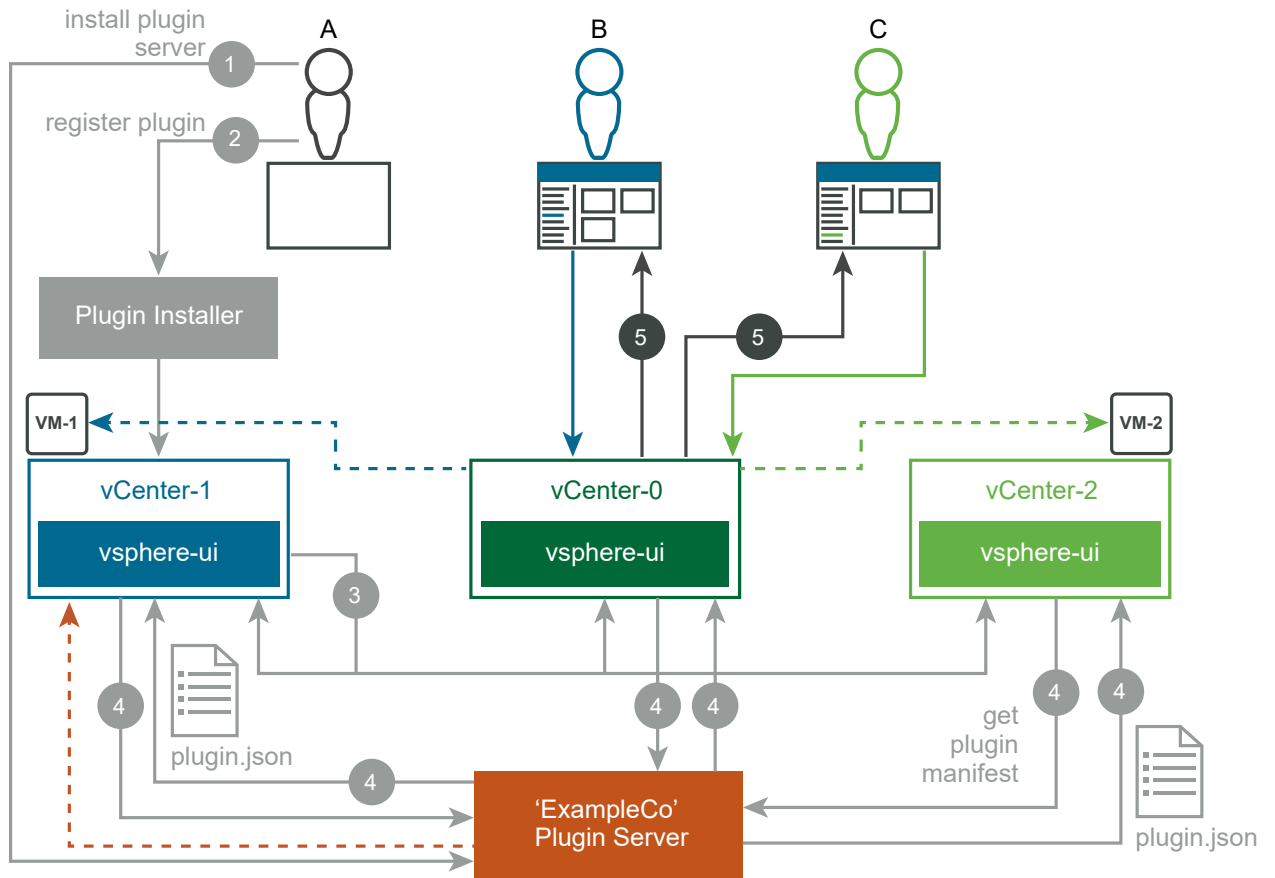 install plugin
server
A
B
C
1
register plugin
2
Plugin Installer
5
5
VM-1
VM-2
vCenter-1
vCenter-0
vCenter-2
vsphere-ui
vsphere-ui
vsphere-ui
3
4
4
4
4
4
get
plugin
manifest
plugin.json
4
‘ExampleCo’
Plugin Server
plugin.json